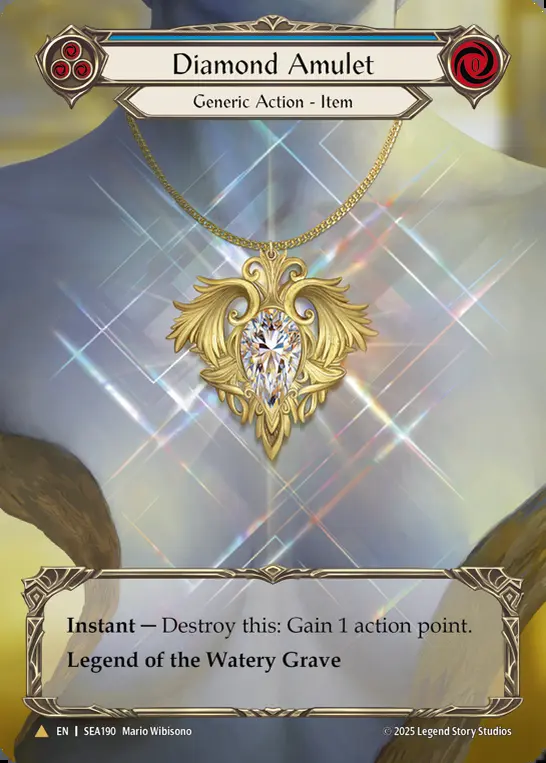 Diamond Amulet
0
Generic Action - Item
Instant — Destroy this: Gain 1 action point.
Legend of the Watery Grave
EN | SEA190 Mario Wibisono
© 2025 Legend Story Studios